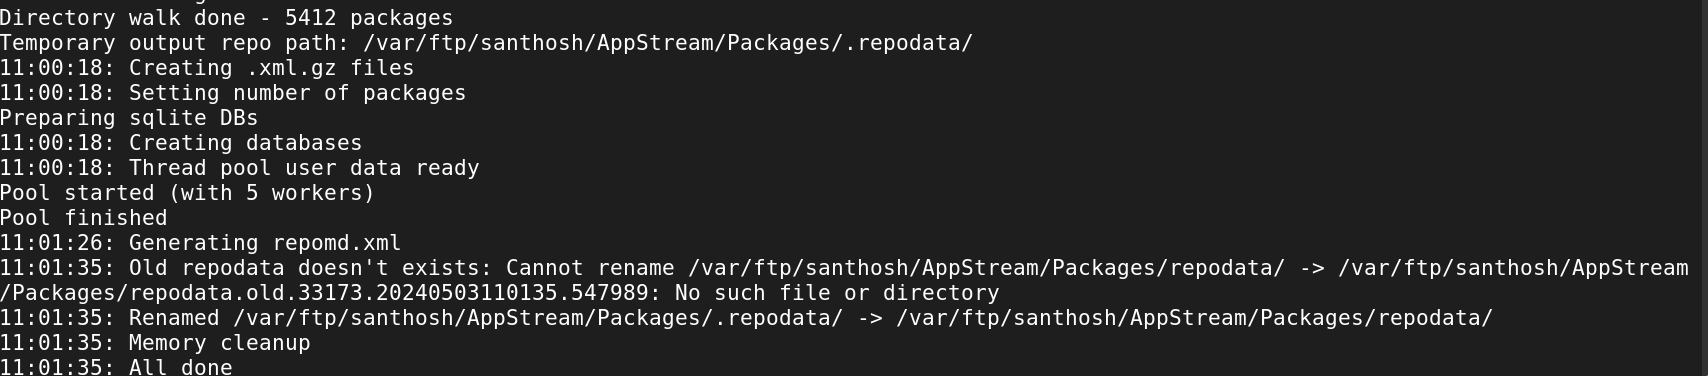 Directory walk done - 5412 packages
Temporary output repo path: /var/ftp/santhosh/AppStream/Packages/.repodata/
11:00:18: Creating .xml.gz files
11:00:18: Setting number of packages
Preparing sqlite DBs
11:00:18: Creating databases
11:00:18: Thread pool user data ready
Pool started (with 5 workers)
Pool finished
11:01:26: Generating repomd.xml
11:01:35: Old repodata doesn't exists: Cannot rename /var/ftp/santhosh/AppStream/Packages/repodata/ -> /var/ftp/santhosh/AppStream
/Packages/repodata.old.33173.20240503110135.547989: No such file or directory
11:01:35: Renamed /var/ftp/santhosh/AppStream/Packages/.repodata/ -> /var/ftp/santhosh/AppStream/Packages/repodata/
11:01:35: Memory cleanup
11:01:35: All done